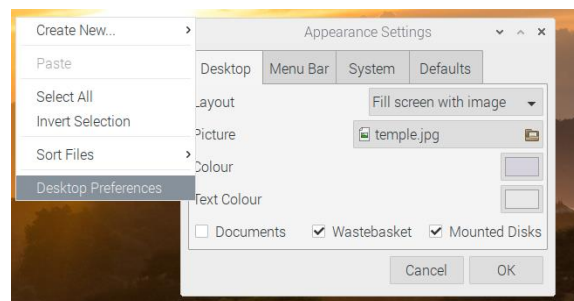 Create New...
Paste
Select All
Invert Selection
Sort Files
Desktop Preferences
Appearance Settings
Desktop Menu Bar System Defaults
Layout Fill screen with image
Picture temple.jpg
Colour
Text Colour
Documents Wastebasket Mounted Disks
Cancel OK